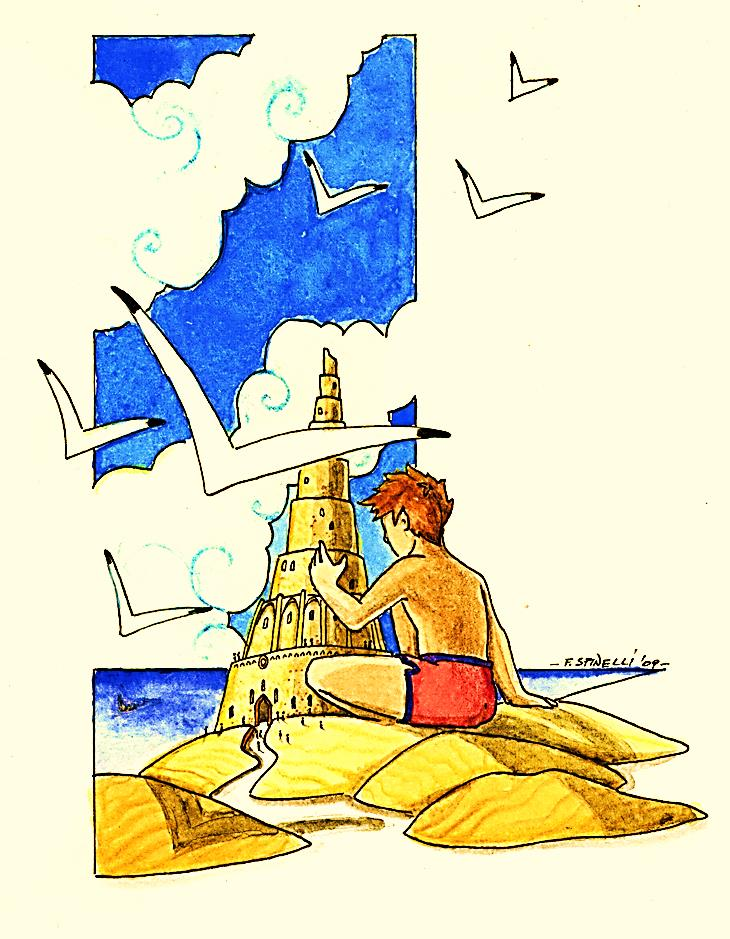 – F. SPINELLI '09 –